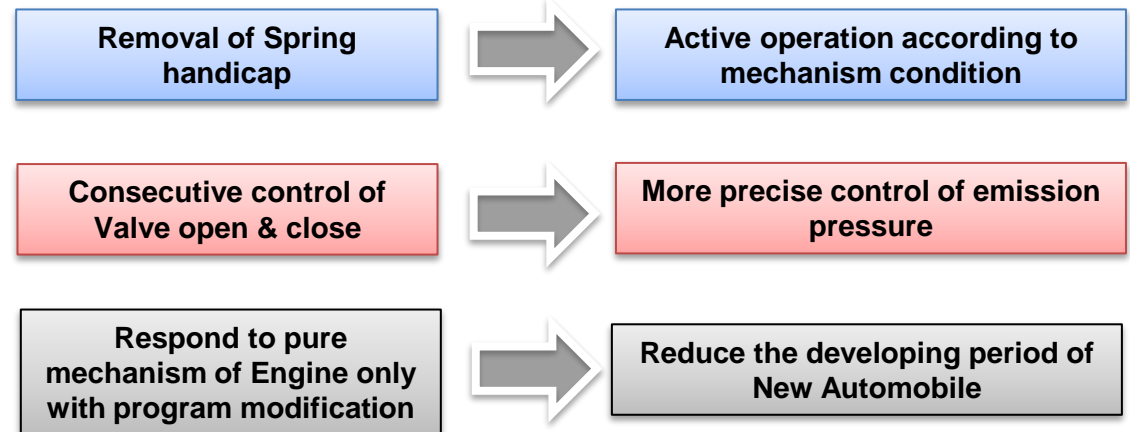 Removal of Spring
handicap
Active operation according to
mechanism condition
Consecutive control of
Valve open & close
More precise control of emission
pressure
Respond to pure
mechanism of Engine only
with program modification
Reduce the developing period of
New Automobile